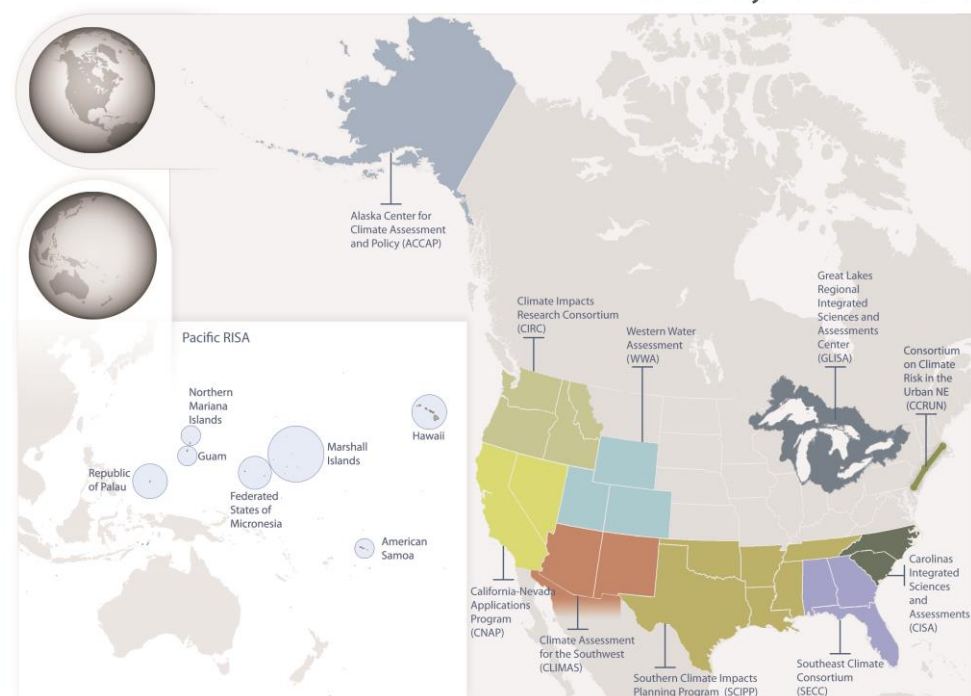 Alaska Center for
Climate Assessment
and Policy (ACCAP)
Climate Impacts
Research Consortium
(CIRC)
Western Water
Assessment
(WWA)
Great Lakes
Regional
Integrated
Sciences and
Assessments
Center
(GLISA)
Consortium
on Climate
Risk in the
Urban NE
(CCRUN)
Pacific RISA
Northern
Mariana
Islands
Guam
Republic
of Palau
Federated
States of
Micronesia
Marshall
Islands
Hawaii
American
Samoa
California-Nevada
Applications
Program
(CNAP)
Climate Assessment
for the Southwest
(CLIMAS)
Southern Climate Impacts
Planning Program (SCIPP)
Southeast Climate
Consortium
(SECC)
Carolinas
Integrated
Sciences
and
Assessments
(CISA)